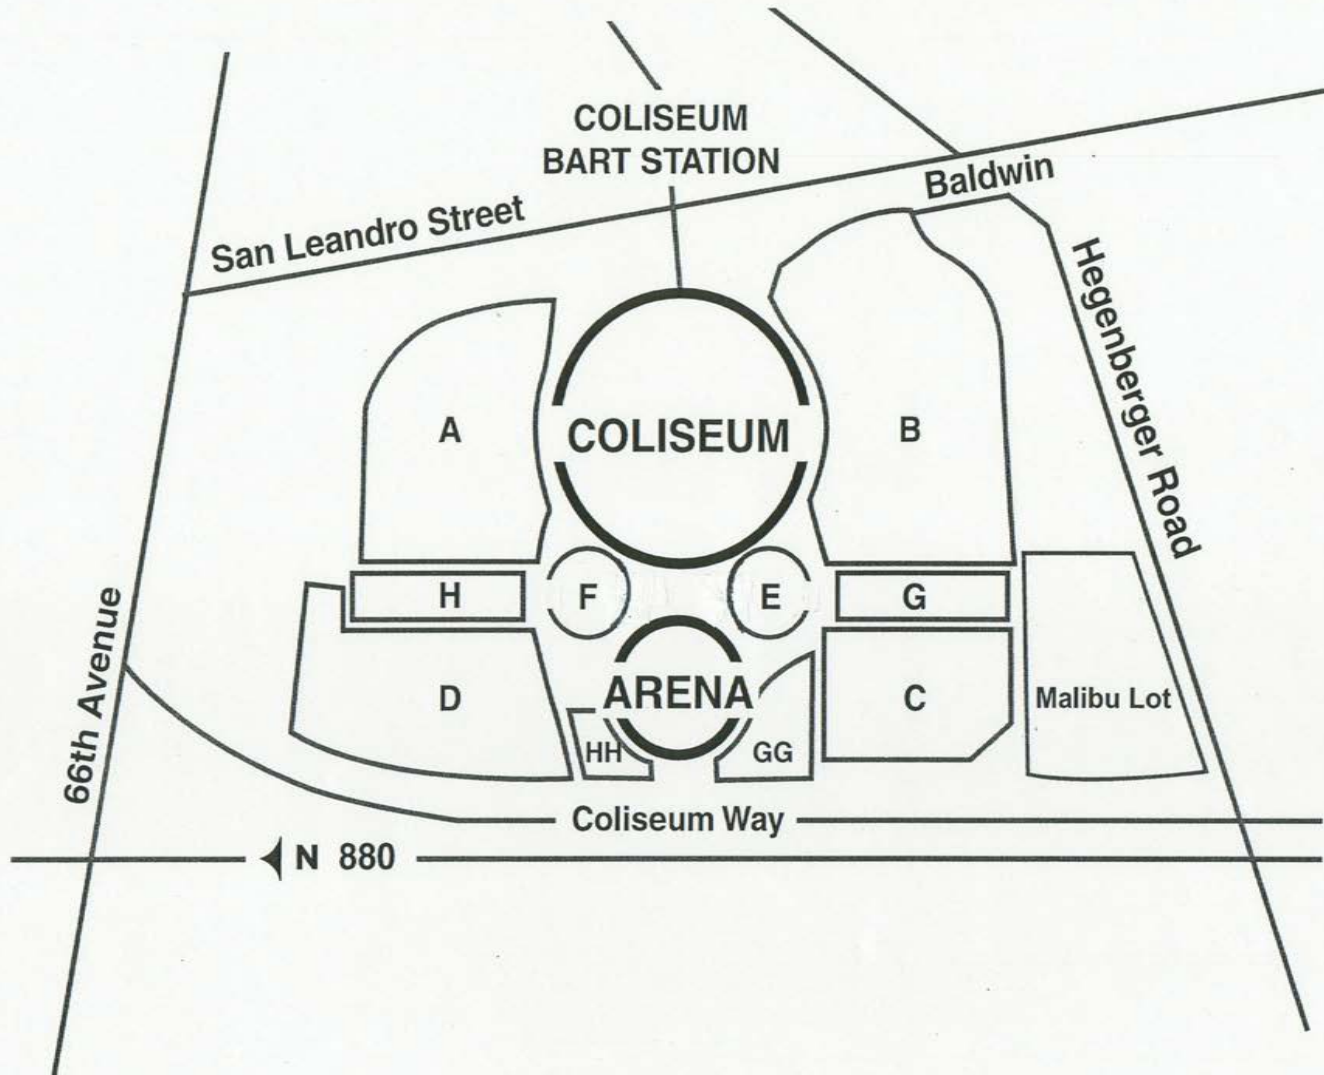 COLISEUM
BART STATION
Baldwin
San Leandro Street
Hegenberger Road
A
COLISEUM
B
H
F
E
G
66th Avenue
D
ARENA
C
Malibu Lot
HH
GG
Coliseum Way
N 880